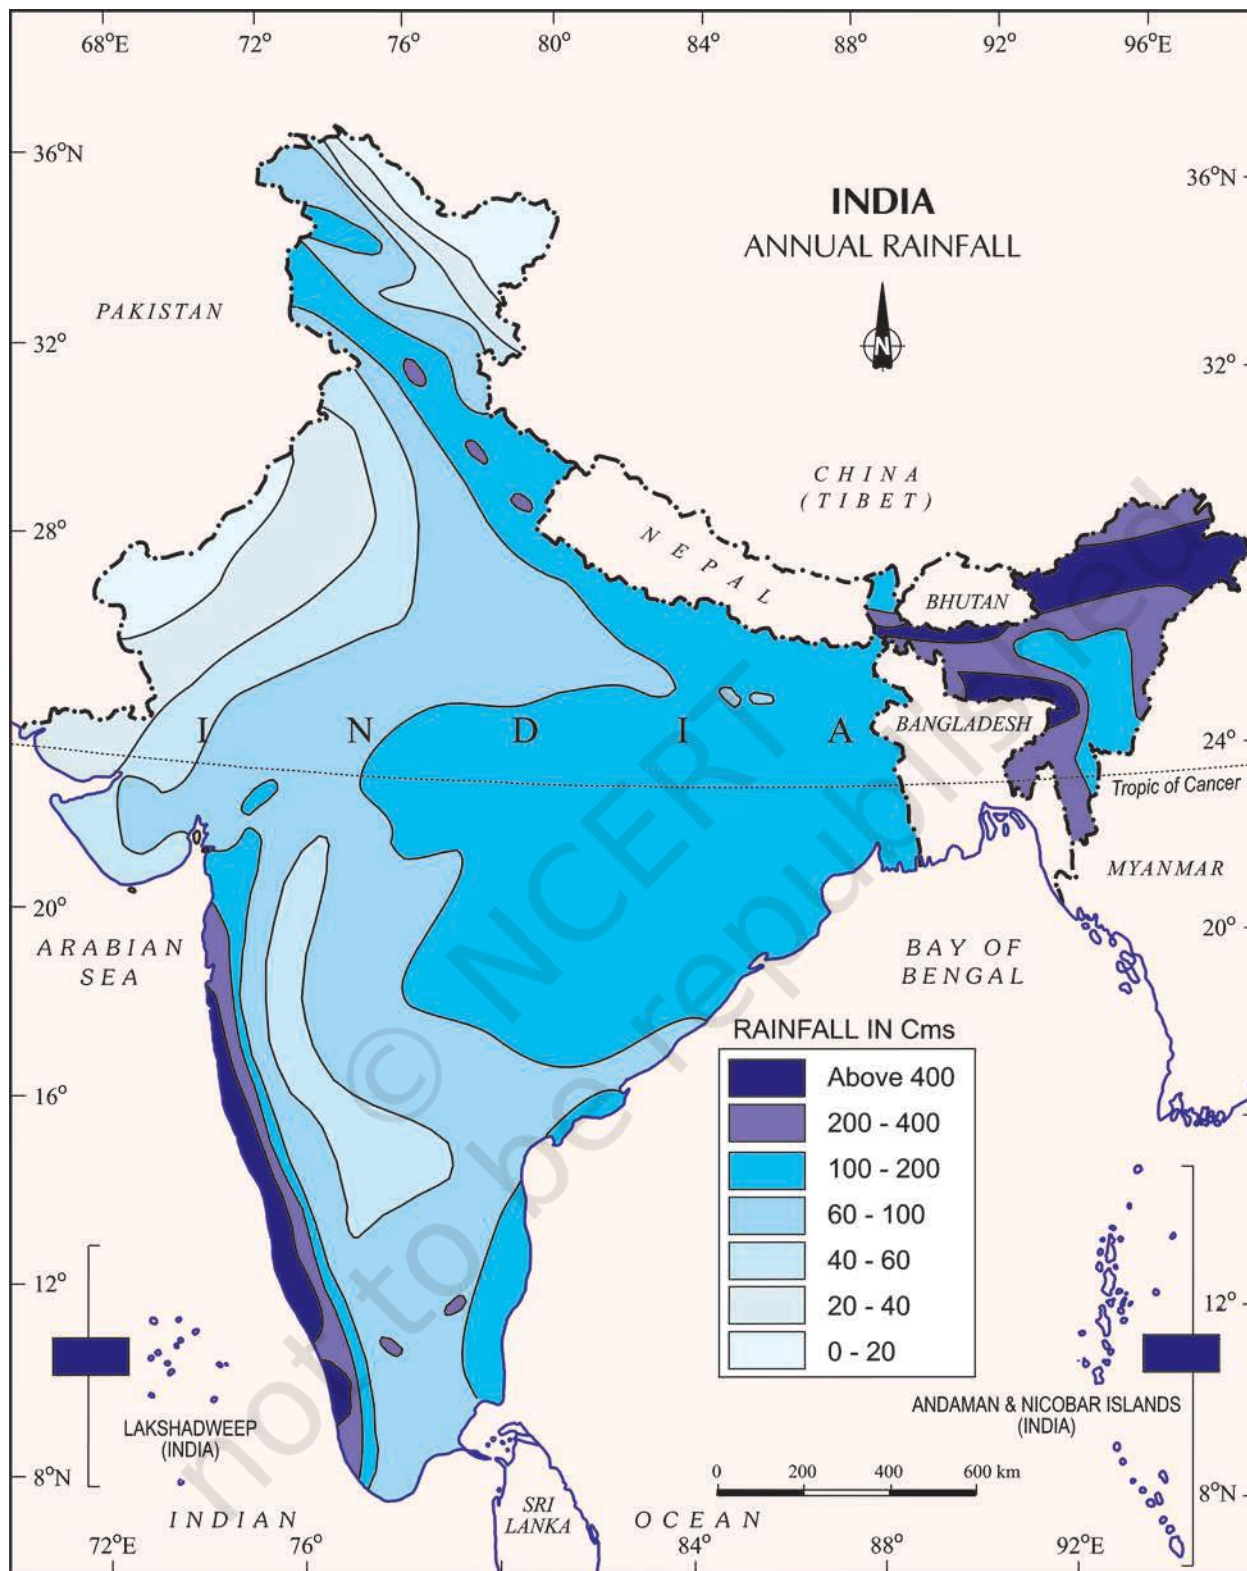 68°E 72° 76° 80° 84° 88° 92° 96°E
36°N
36°N
INDIA
ANNUAL RAINFALL
N
PAKISTAN
32°
32°
CHINA
(TIBET)
NEPAL
28°
28°
BHUTAN
INDIA
BANGLADESH
24°
24°
Tropic of Cancer
MYANMAR
20°
20°
ARABIAN
SEA
BAY OF
BENGAL
© NCERT
not to be republished
RAINFALL IN Cms
Above 400
200 - 400
100 - 200
60 - 100
40 - 60
20 - 40
0 - 20
16°
12°
12°
LAKSHADWEEP
(INDIA)
ANDAMAN & NICOBAR ISLANDS
(INDIA)
8°N
8°N
0 200 400 600 km
INDIAN OCEAN
SRI
LANKA
72°E 76° 84° 88° 92°E